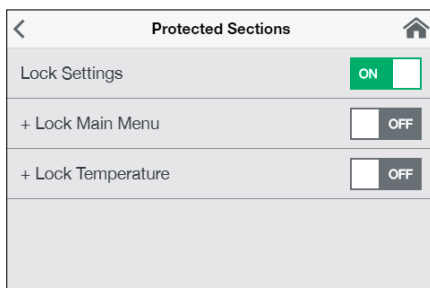 Protected Sections
Lock Settings ON
+ Lock Main Menu OFF
+ Lock Temperature OFF